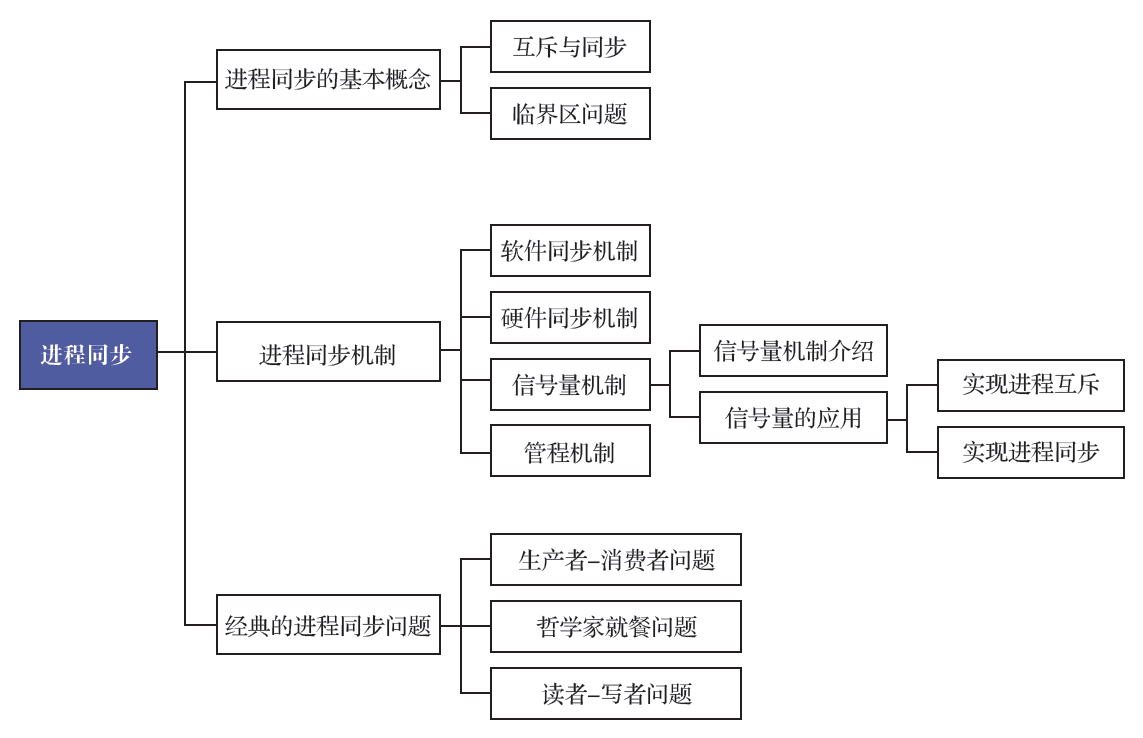 进程同步
进程同步的基本概念
互斥与同步
临界区问题
进程同步机制
软件同步机制
硬件同步机制
信号量机制
信号量机制介绍
信号量的应用
实现进程互斥
实现进程同步
管程机制
经典的进程同步问题
生产者–消费者问题
哲学家就餐问题
读者–写者问题